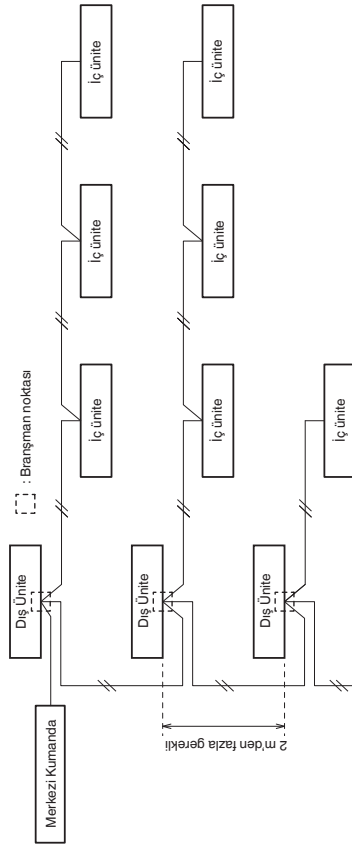 : Branşman noktası
Merkezi Kumanda
Dış Ünite
İç ünite
İç ünite
İç ünite
Dış Ünite
İç ünite
İç ünite
İç ünite
2 m'den fazla gerekli
Dış Ünite
İç ünite